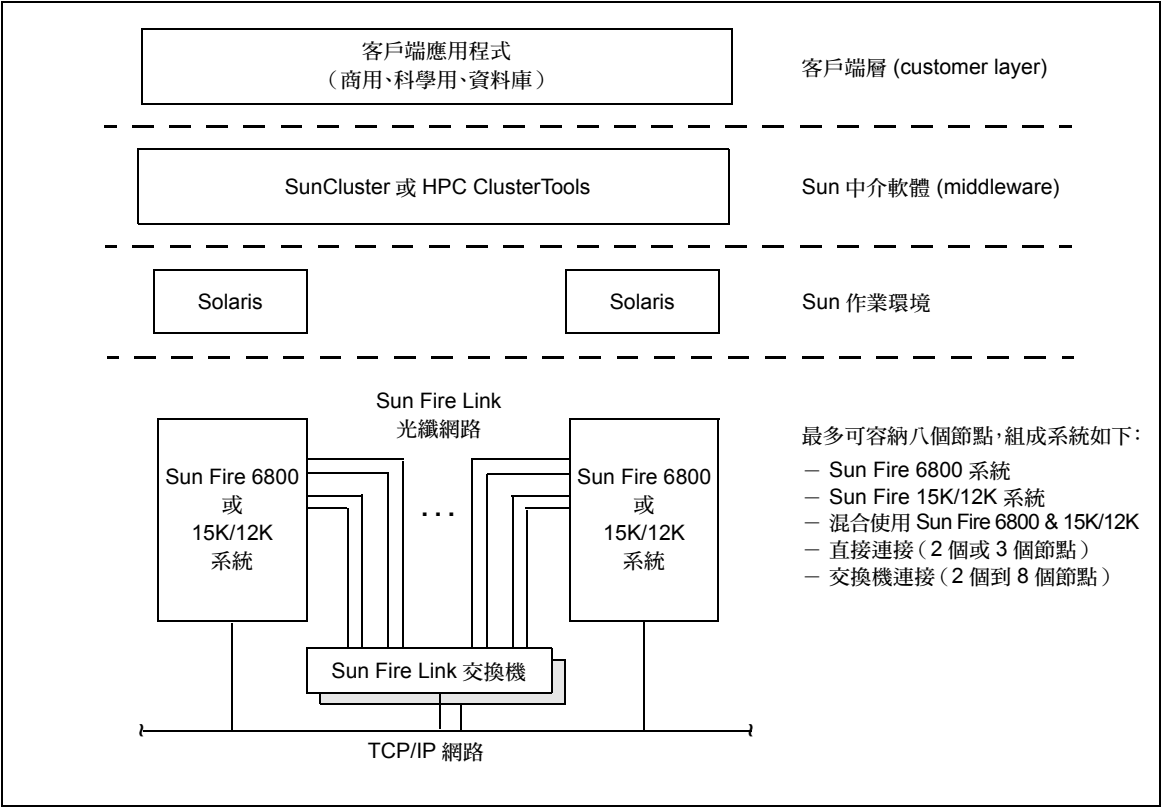 客戶端應用程式
（商用、科學用、資料庫）
客戶端層 (customer layer)
SunCluster 或 HPC ClusterTools
Sun 中介軟體 (middleware)
Solaris
Solaris
Sun 作業環境
Sun Fire Link
光纖網路
Sun Fire 6800
或
15K/12K
系統
. . .
Sun Fire 6800
或
15K/12K
系統
最多可容納八個節點，組成系統如下：
－ Sun Fire 6800 系統
－ Sun Fire 15K/12K 系統
－ 混合使用 Sun Fire 6800 & 15K/12K
－ 直接連接（2 個或 3 個節點）
－ 交換機連接（2 個到 8 個節點）
Sun Fire Link 交換機
TCP/IP 網路